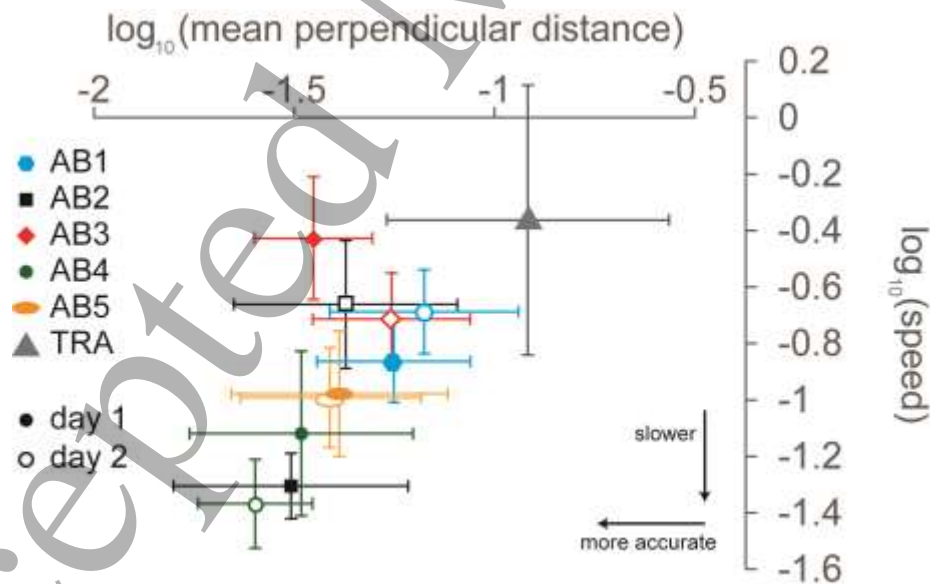 log10 (mean perpendicular distance)
-2 -1.5 -1 -0.5
0.2
0
-0.2
-0.4
-0.6
-0.8
-1
-1.2
-1.4
-1.6
log10(speed)
AB1
AB2
AB3
AB4
AB5
TRA
day 1
day 2
slower
more accurate